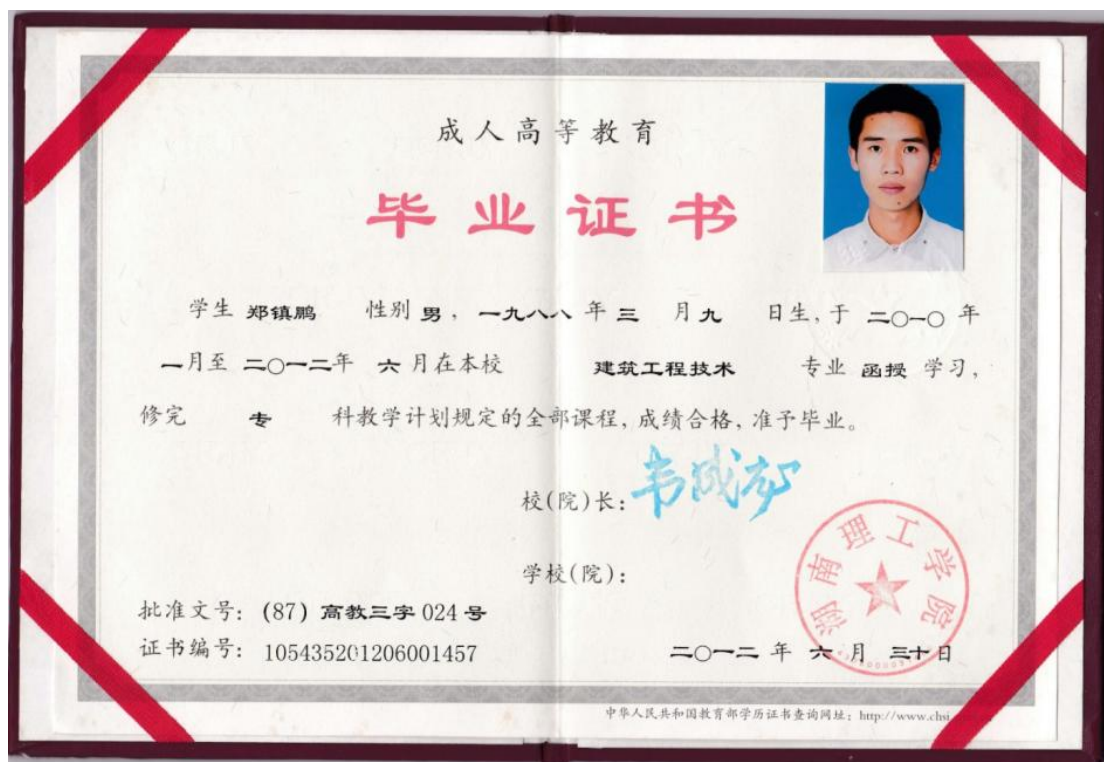 成人高等教育
毕业证书
学生 郑镇鹏 性别 男，一九八八年 三 月 九 日生，于 二〇一〇 年
一月至 二〇一二年 六 月在本校 建筑工程技术 专业 函授 学习，
修完 专 科教学计划规定的全部课程，成绩合格，准予毕业。
校(院)长：
学校(院)：
湖南理工学院
批准文号：(87) 高教三字 024 号
证书编号：105435201206001457
二〇一二 年 六 月 三十日
中华人民共和国教育部学历证书查询网址：http://www.chsi